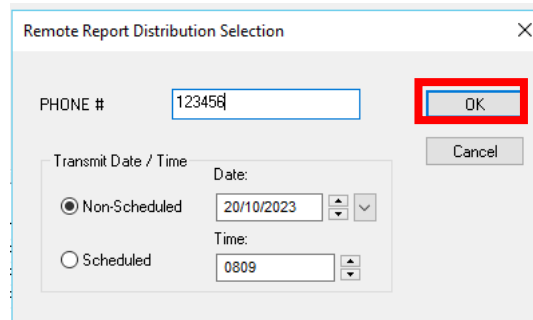 Remote Report Distribution Selection
PHONE # 123456 OK
Cancel
Transmit Date / Time
Date:
Non-Scheduled 20/10/2023
Time:
Scheduled 0809